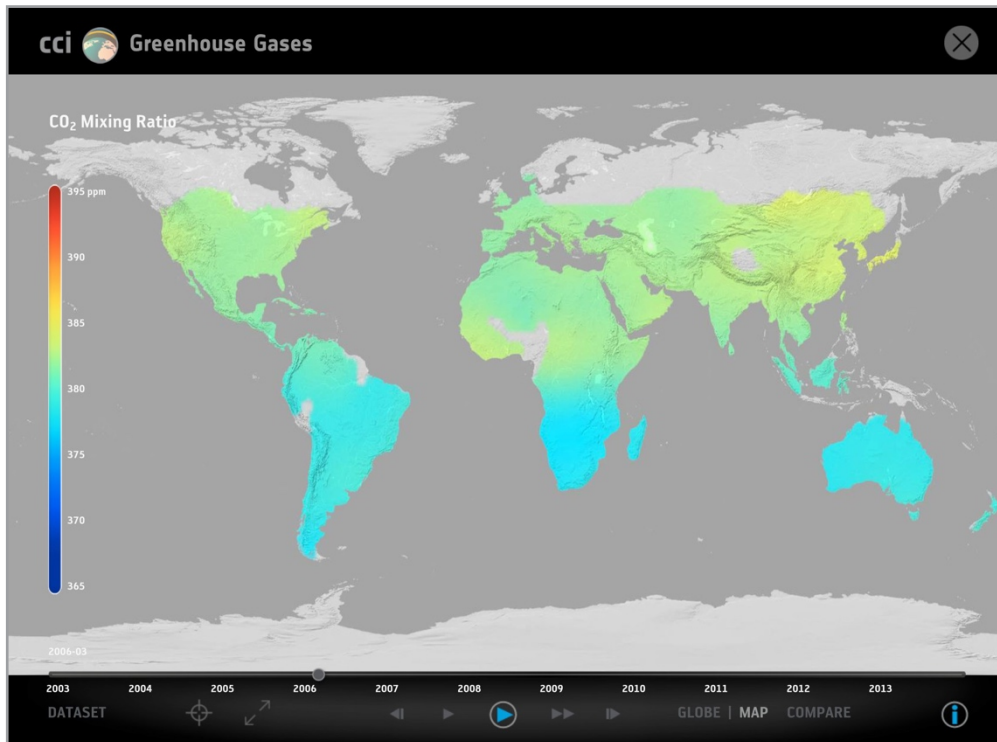 cci Greenhouse Gases
CO₂ Mixing Ratio
395 ppm
390
385
380
375
370
365
2006-03
2003 2004 2005 2006 2007 2008 2009 2010 2011 2012 2013
DATASET GLOBE | MAP COMPARE i